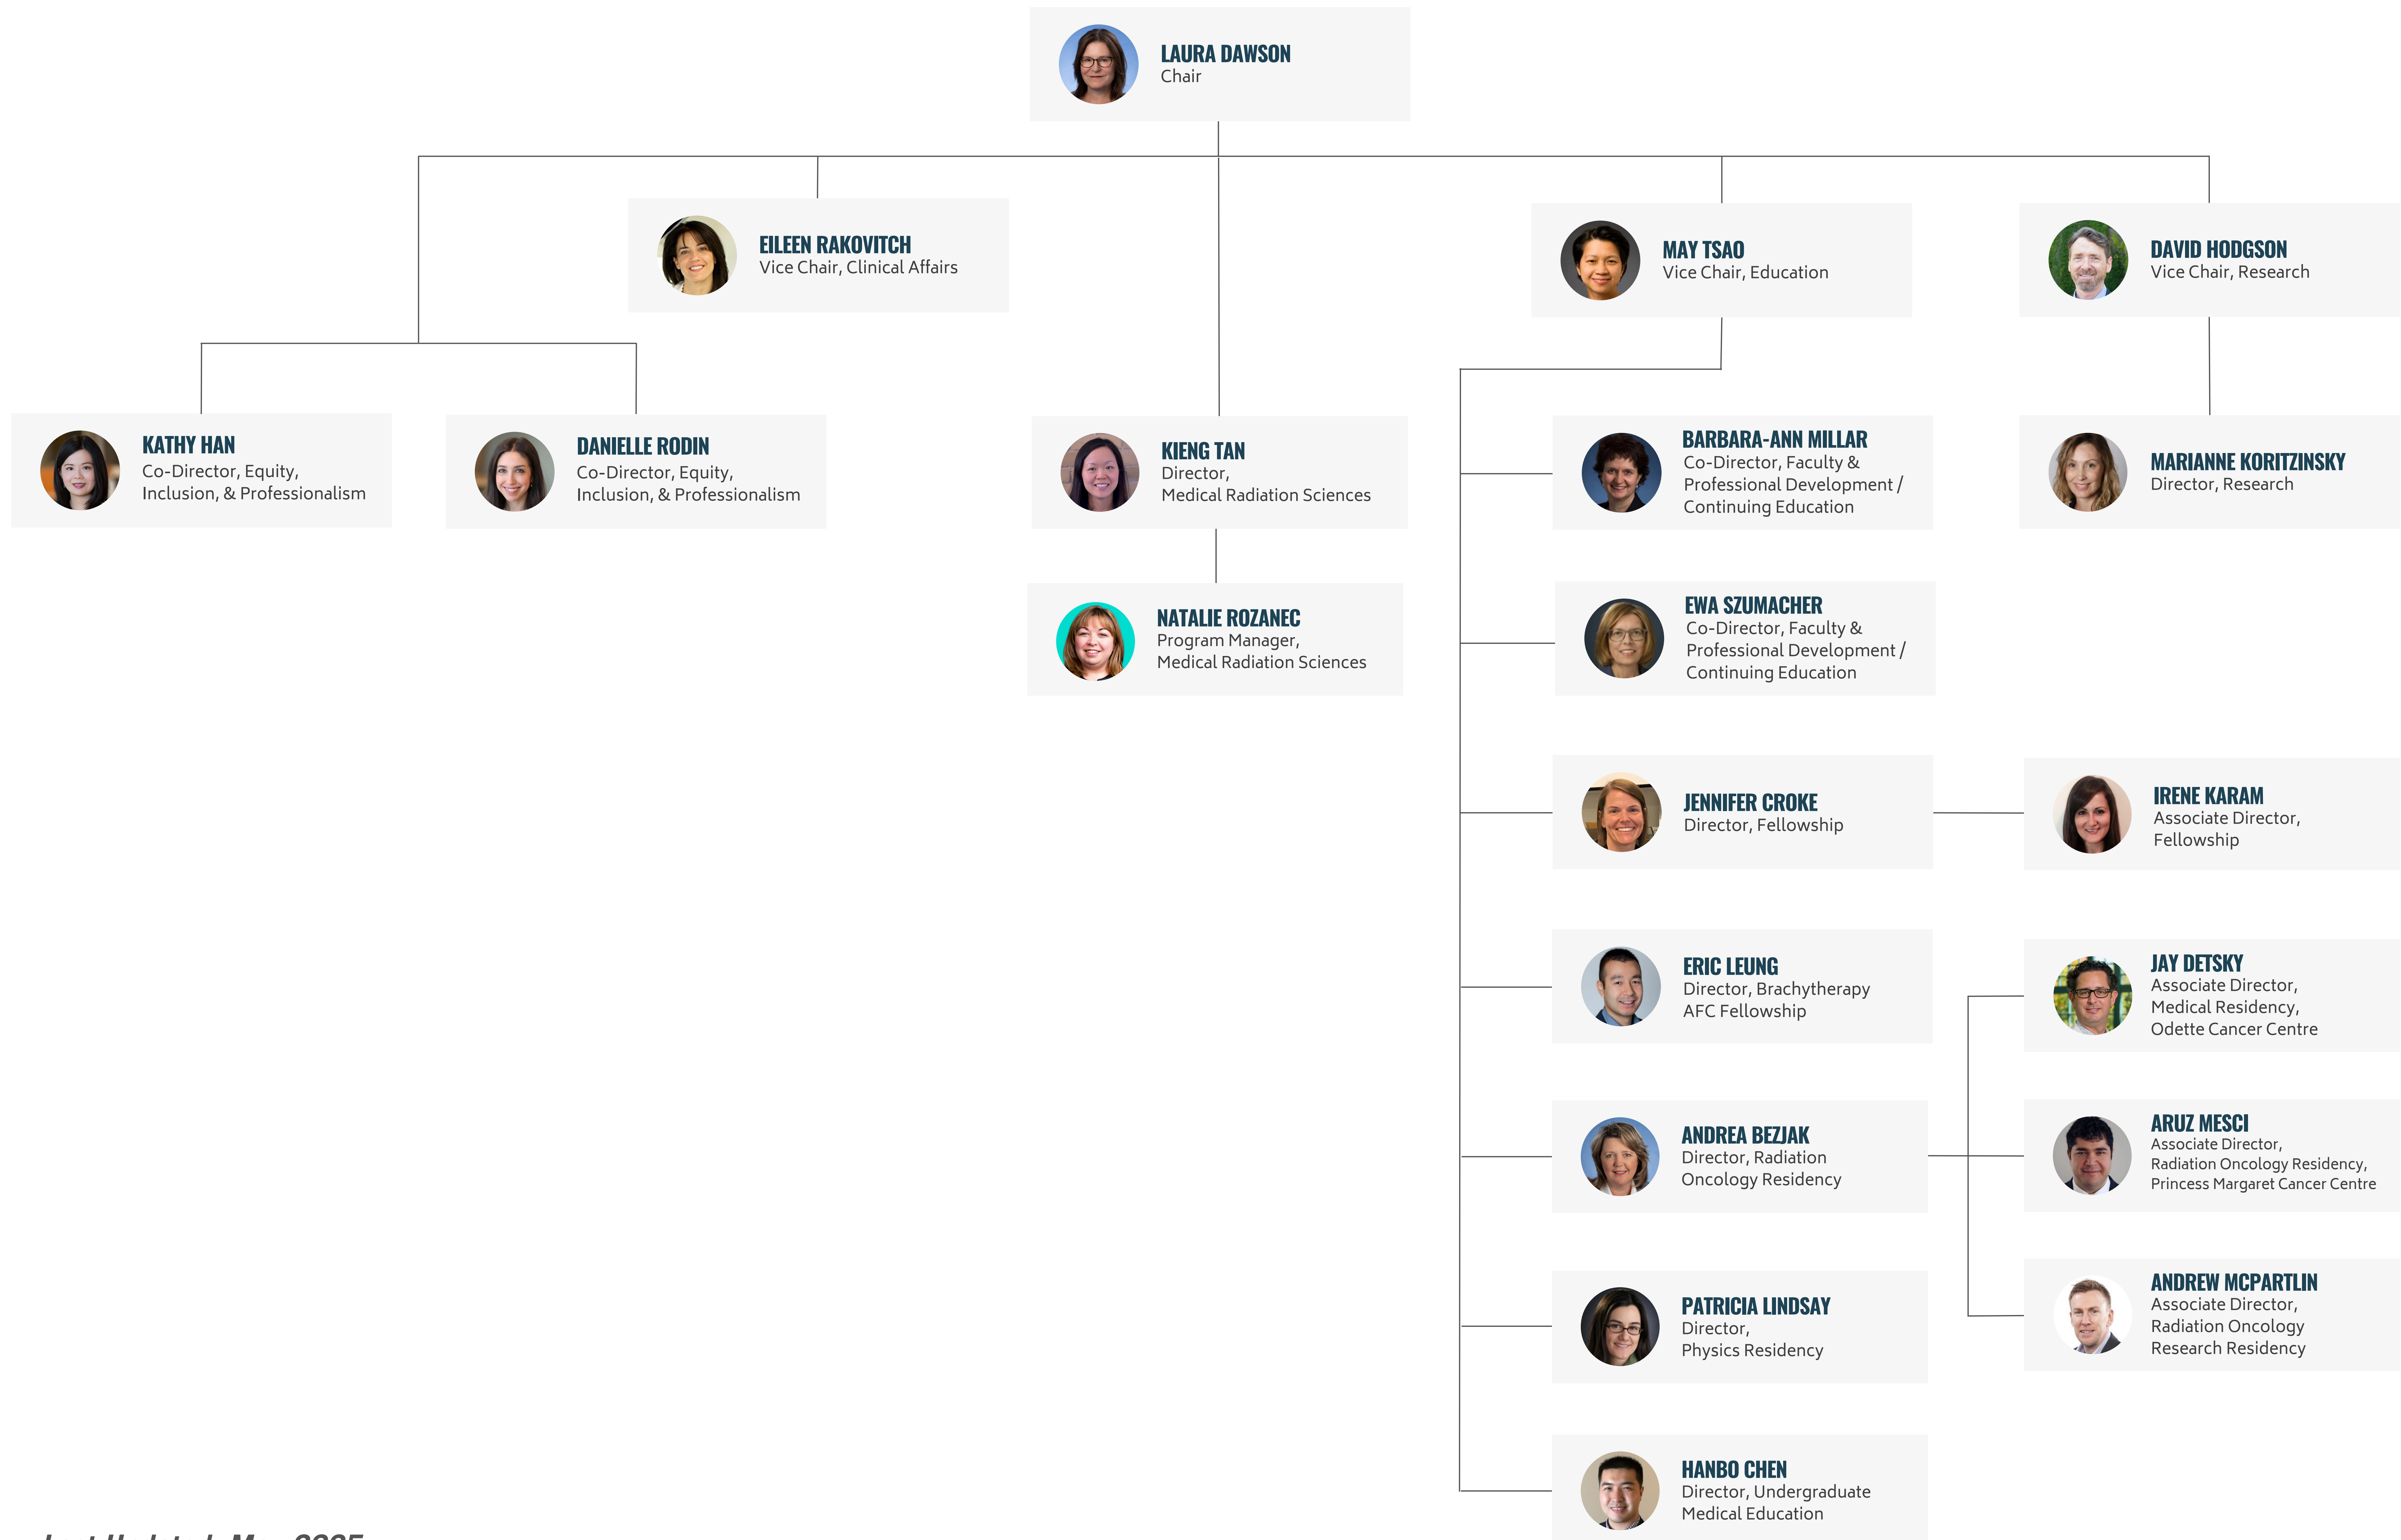 LAURA DAWSON
Chair
EILEEN RAKOVITCH
Vice Chair, Clinical Affairs
MAY TSAO
Vice Chair, Education
DAVID HODGSON
Vice Chair, Research
KATHY HAN
Co-Director, Equity,
Inclusion, & Professionalism
DANIELLE RODIN
Co-Director, Equity,
Inclusion, & Professionalism
KIENG TAN
Director,
Medical Radiation Sciences
BARBARA-ANN MILLAR
Co-Director, Faculty &
Professional Development /
Continuing Education
MARIANNE KORITZINSKY
Director, Research
NATALIE ROZANEC
Program Manager,
Medical Radiation Sciences
EWA SZUMACHER
Co-Director, Faculty &
Professional Development /
Continuing Education
JENNIFER CROKE
Director, Fellowship
IRENE KARAM
Associate Director,
Fellowship
ERIC LEUNG
Director, Brachytherapy
AFC Fellowship
JAY DETSKY
Associate Director,
Medical Residency,
Odette Cancer Centre
ANDREA BEZJAK
Director, Radiation
Oncology Residency
ARUZ MESCI
Associate Director,
Radiation Oncology Residency,
Princess Margaret Cancer Centre
PATRICIA LINDSAY
Director,
Physics Residency
ANDREW MCPARTLIN
Associate Director,
Radiation Oncology
Research Residency
HANBO CHEN
Director, Undergraduate
Medical Education
Last Updated: